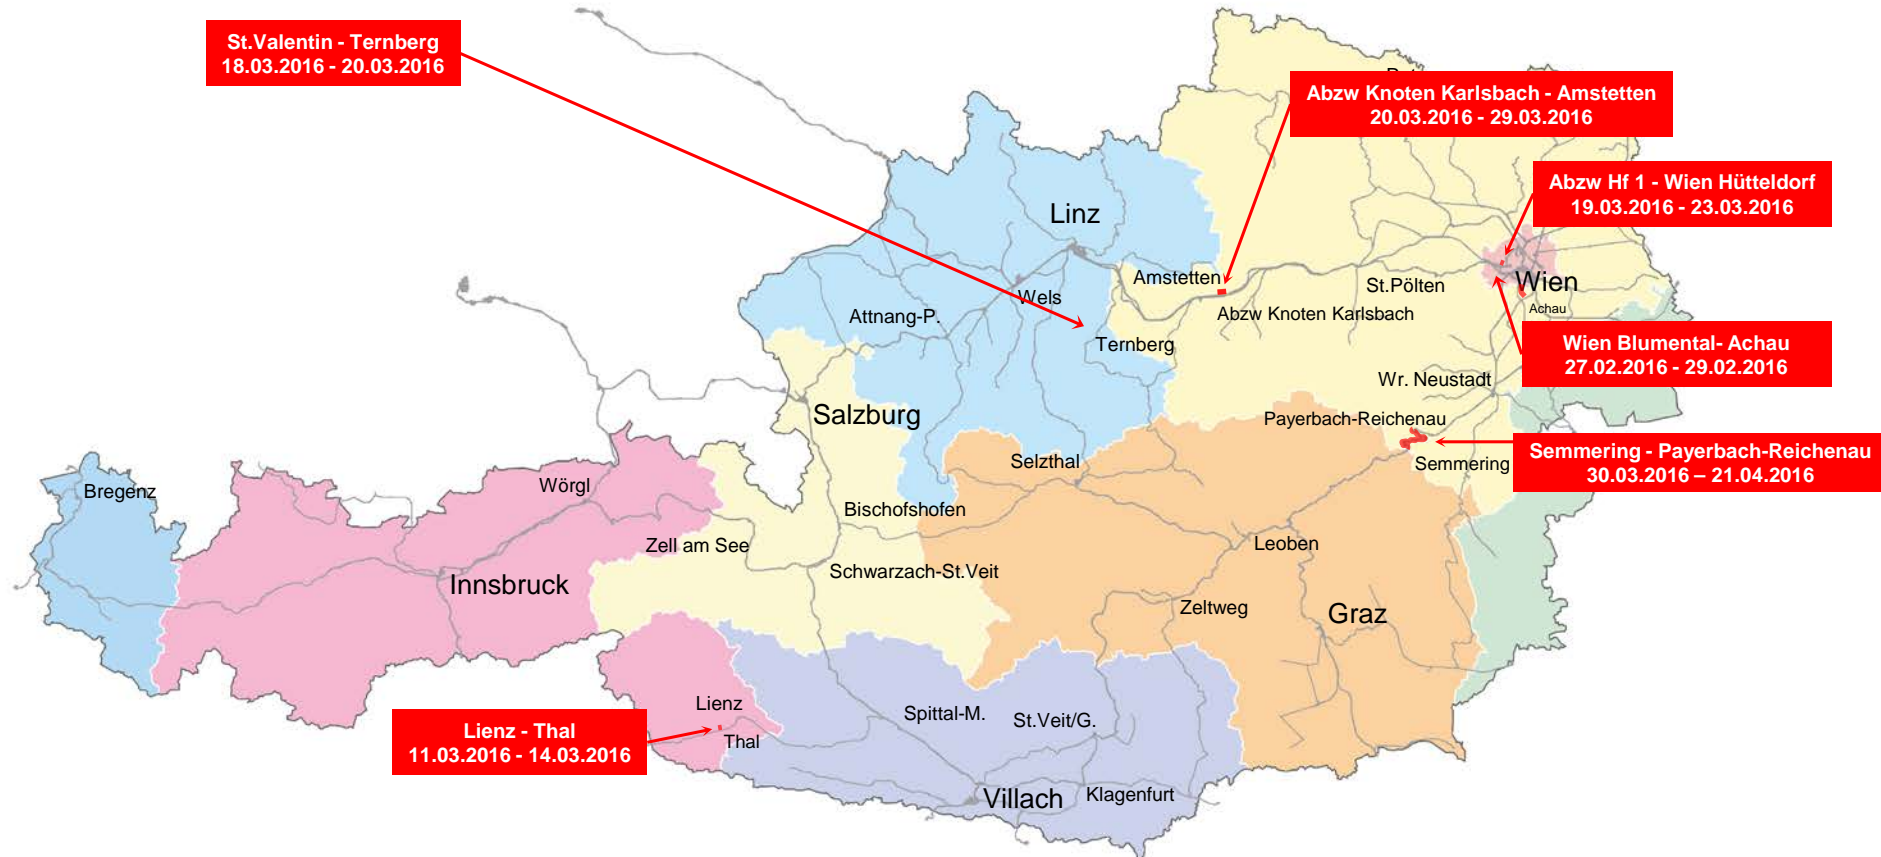 St.Valentin - Ternberg
18.03.2016 - 20.03.2016
Abzw Knoten Karlsbach - Amstetten
20.03.2016 - 29.03.2016
Abzw Hf 1 - Wien Hütteldorf
19.03.2016 - 23.03.2016
Linz
Amstetten
St.Pölten
Wien
Wels
Achau
Attnang-P.
Abzw Knoten Karlsbach
Ternberg
Wien Blumental- Achau
27.02.2016 - 29.02.2016
Wr. Neustadt
Salzburg
Payerbach-Reichenau
Selzthal
Semmering
Semmering - Payerbach-Reichenau
30.03.2016 – 21.04.2016
Bregenz
Wörgl
Bischofshofen
Zell am See
Leoben
Innsbruck
Schwarzach-St.Veit
Zeltweg
Graz
Lienz
Spittal-M.
St.Veit/G.
Lienz - Thal
11.03.2016 - 14.03.2016
Thal
Villach
Klagenfurt